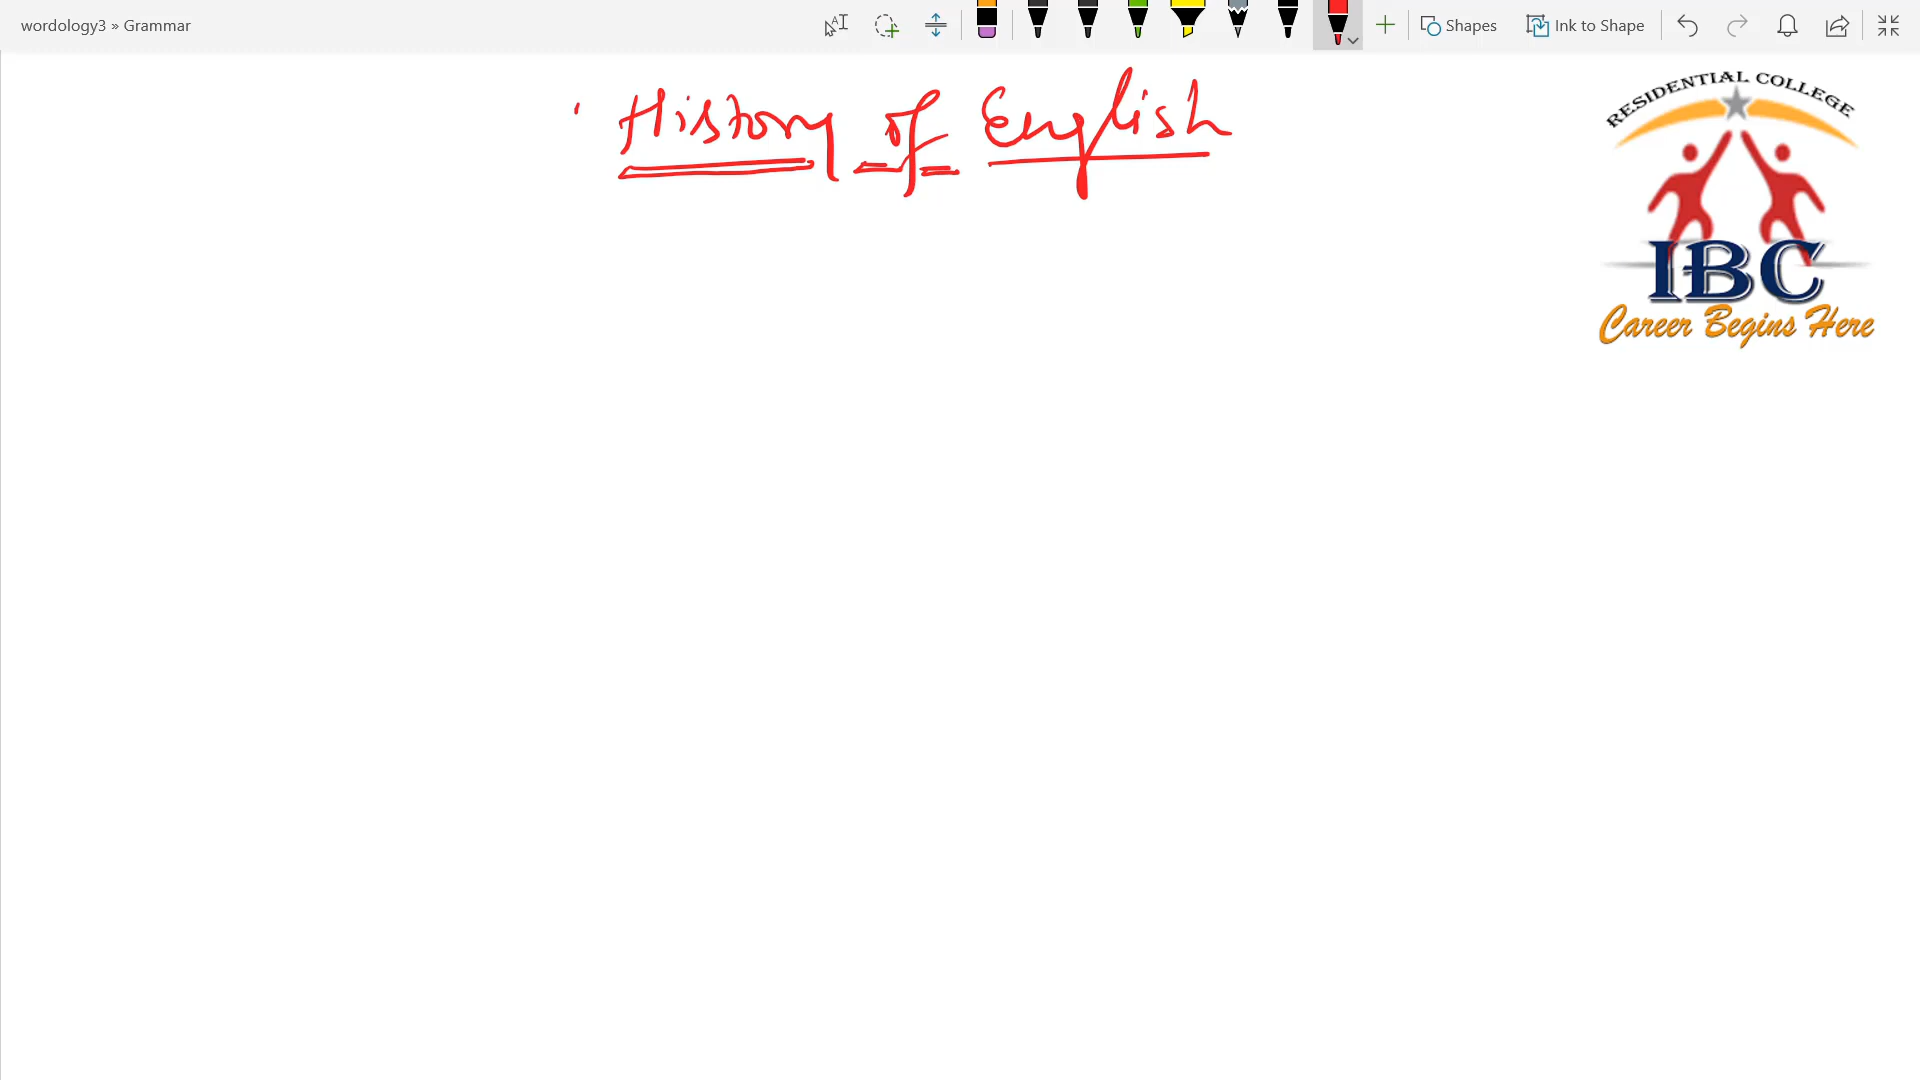 wordology3 » Grammar
Shapes
Ink to Shape
History of English
RESIDENTIAL COLLEGE
IBC
Career Begins Here